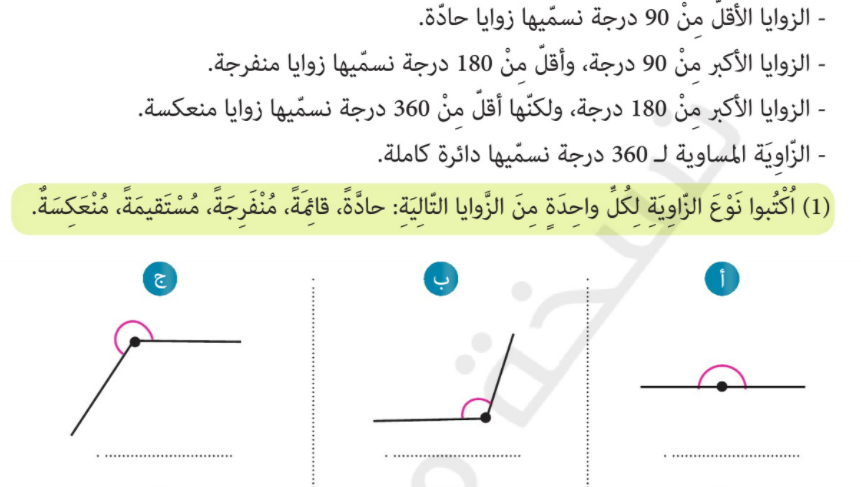 - الزوايا الأقلّ مِنْ 90 درجة نسمّيها زوايا حادّة.
- الزوايا الأكبر مِنْ 90 درجة، وأقلّ مِنْ 180 درجة نسمّيها زوايا منفرجة.
- الزوايا الأكبر مِنْ 180 درجة، ولكنّها أقلّ مِنْ 360 درجة نسمّيها زوايا منعكسة.
- الزّاوِيَة المساوية لـ 360 درجة نسمّيها دائرة كاملة.
(1) اُكْتُبوا نَوْعَ الزّاوِيَةِ لِكُلِّ واحِدَةٍ مِنَ الزَّوايا التّالِيَةِ: حادَّةً، قائِمَةً، مُنْفَرِجَةً، مُسْتَقيمَةً، مُنْعَكِسَةٌ.
أ ب ج
نسخة